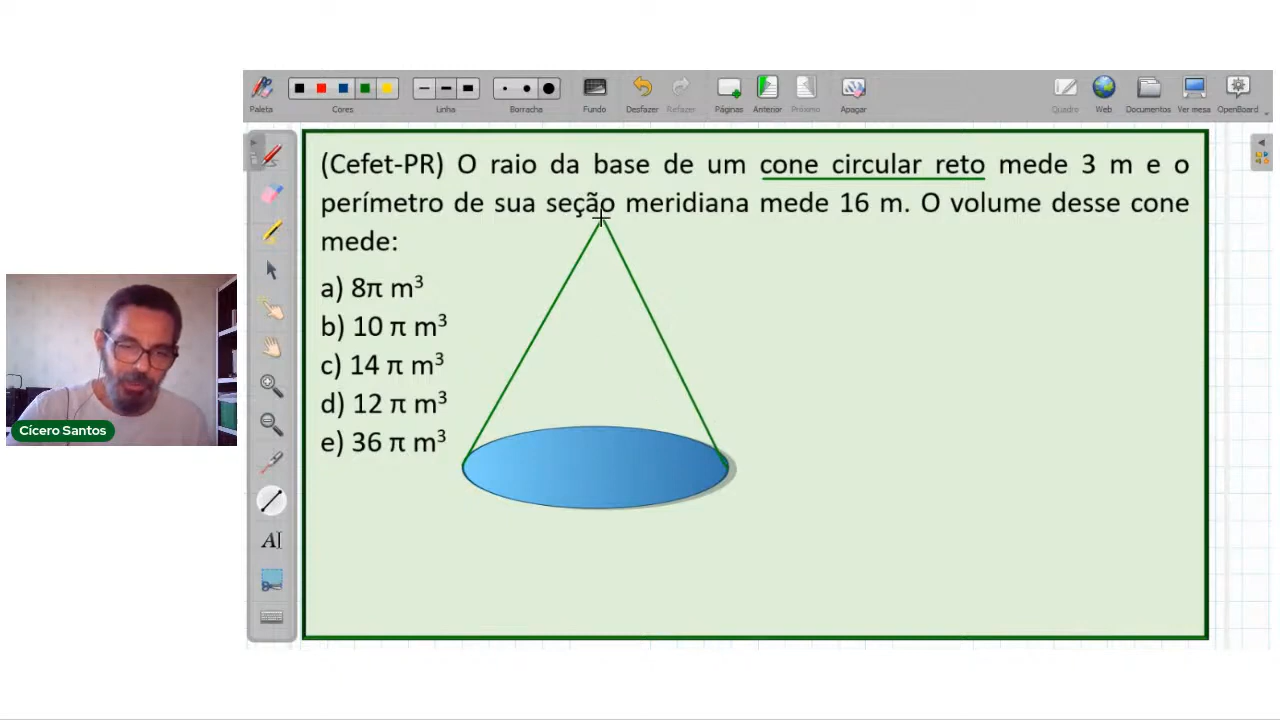 Paleta Cores Linha Borracha Fundo Desfazer Refazer Páginas Anterior Próximo Apagar Quadro Web Documentos Ver mesa OpenBoard
(Cefet-PR) O raio da base de um cone circular reto mede 3 m e o
perímetro de sua seção meridiana mede 16 m. O volume desse cone
mede:
a) 8π m³
b) 10 π m³
c) 14 π m³
d) 12 π m³
e) 36 π m³
Cícero Santos